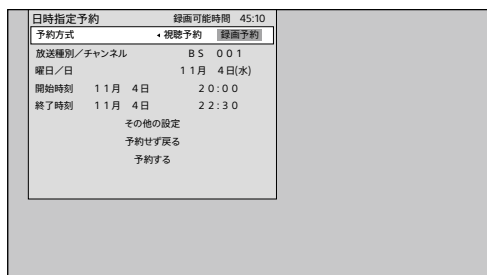 日時指定予約 録画可能時間 45:10
予約方式 視聴予約 録画予約
放送種別／チャンネル BS 001
曜日／日 11月 4日(水)
開始時刻 11月 4日 20:00
終了時刻 11月 4日 22:30
その他の設定
予約せず戻る
予約する